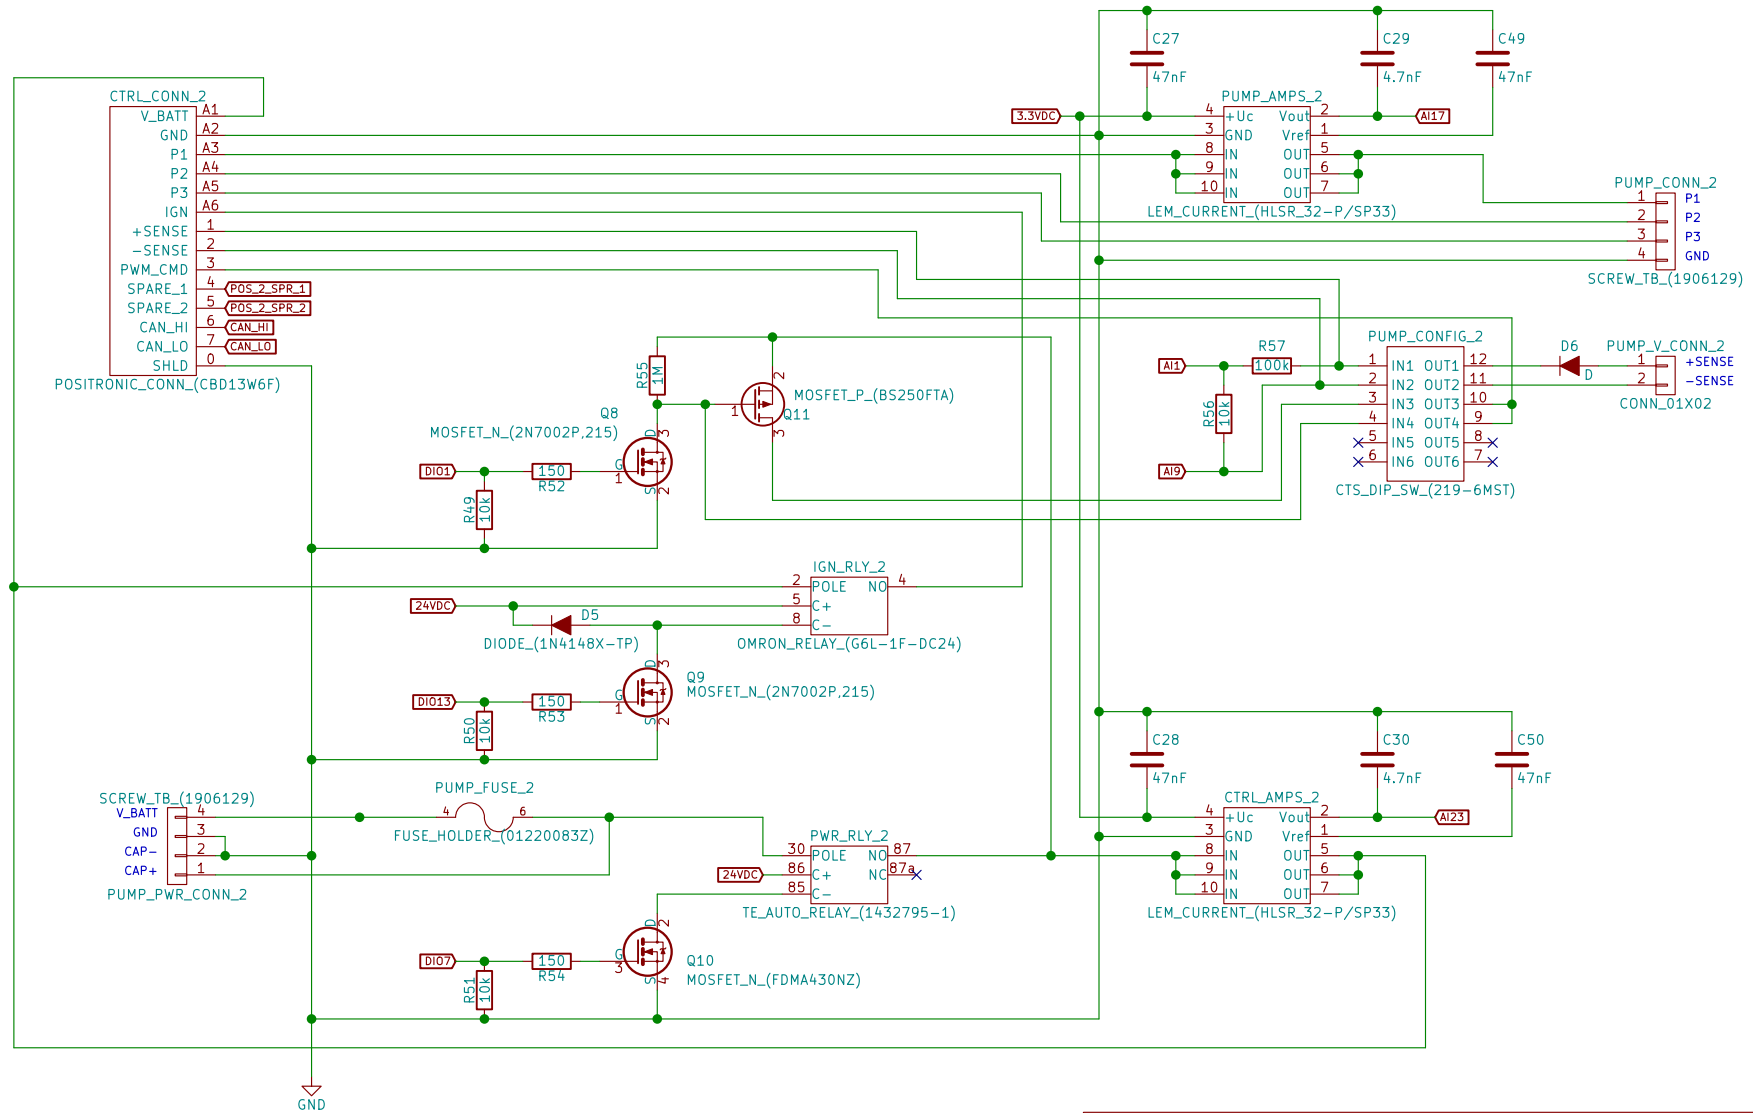 CTRL_CONN_2
V_BATT A1
GND A2
P1 A3
P2 A4
P3 A5
IGN A6
+SENSE 1
-SENSE 2
PWM_CMD 3
SPARE_1 4 POS_2_SPR_1
SPARE_2 5 POS_2_SPR_2
CAN_HI 6 CAN_HI
CAN_LO 7 CAN_LO
SHLD 0
POSITRONIC_CONN_(CBD13W6F)
C27
47nF
C29
4.7nF
C49
47nF
PUMP_AMPS_2
3.3VDC 4 +Uc Vout 2 AI17
3 GND Vref 1
8 IN OUT 5
9 IN OUT 6
10 IN OUT 7
LEM_CURRENT_(HLSR_32-P/SP33)
PUMP_CONN_2
1 P1
2 P2
3 P3
4 GND
SCREW_TB_(1906129)
R55
1M
2
MOSFET_P_(BS250FTA)
1 Q11
3
Q8
MOSFET_N_(2N7002P,215)
D 3
G
1
S 2
DIO1 150
R52
R49
10k
PUMP_CONFIG_2
R57
AI1 100k
R56
10k
AI9
1 IN1 OUT1 12
2 IN2 OUT2 11
3 IN3 OUT3 10
4 IN4 OUT4 9
5 IN5 OUT5 8
6 IN6 OUT6 7
CTS_DIP_SW_(219-6MST)
D6
D
PUMP_V_CONN_2
1 +SENSE
2 -SENSE
CONN_01X02
IGN_RLY_2
2 POLE NO 4
24VDC 5 C+
D5 8 C-
DIODE_(1N4148X-TP)
OMRON_RELAY_(G6L-1F-DC24)
D 3
Q9
MOSFET_N_(2N7002P,215)
G
1
S 2
DIO13 150
R53
R50
10k
SCREW_TB_(1906129)
V_BATT 4
GND 3
CAP- 2
CAP+ 1
PUMP_PWR_CONN_2
PUMP_FUSE_2
4 6
FUSE_HOLDER_(01220083Z)
PWR_RLY_2
30 POLE NO 87
24VDC 86 C+ NC 87a
85 C-
TE_AUTO_RELAY_(1432795-1)
D 2
G
3
S 4
Q10
MOSFET_N_(FDMA430NZ)
DIO7 150
R54
R51
10k
C28
47nF
C30
4.7nF
C50
47nF
CTRL_AMPS_2
4 +Uc Vout 2 AI23
3 GND Vref 1
8 IN OUT 5
9 IN OUT 6
10 IN OUT 7
LEM_CURRENT_(HLSR_32-P/SP33)
GND